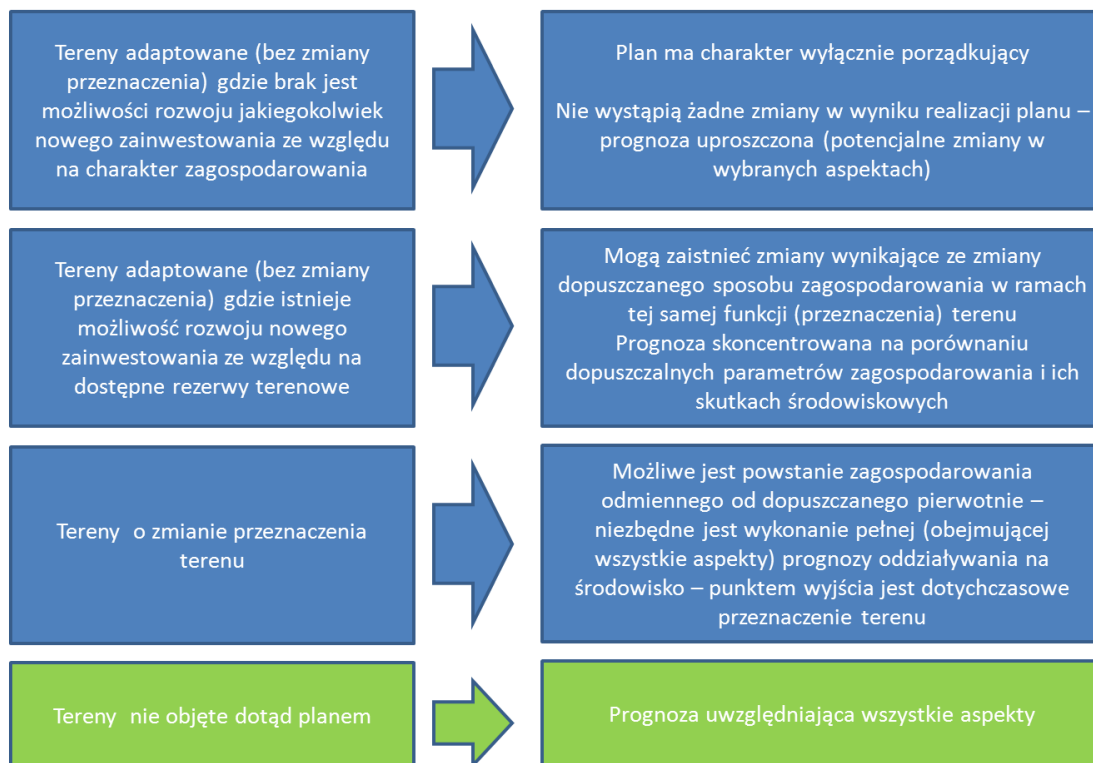 Tereny adaptowane (bez zmiany
przeznaczenia) gdzie brak jest
możliwości rozwoju jakiegokolwiek
nowego zainwestowania ze względu
na charakter zagospodarowania
Plan ma charakter wyłącznie porządkujący
Nie wystąpią żadne zmiany w wyniku realizacji planu –
prognoza uproszczona (potencjalne zmiany w
wybranych aspektach)
Tereny adaptowane (bez zmiany
przeznaczenia) gdzie istnieje
możliwość rozwoju nowego
zainwestowania ze względu na
dostępne rezerwy terenowe
Mogą zaistnieć zmiany wynikające ze zmiany
dopuszczanego sposobu zagospodarowania w ramach
tej samej funkcji (przeznaczenia) terenu
Prognoza skoncentrowana na porównaniu
dopuszczalnych parametrów zagospodarowania i ich
skutkach środowiskowych
Tereny o zmianie przeznaczenia
terenu
Możliwe jest powstanie zagospodarowania
odmiennego od dopuszczanego pierwotnie –
niezbędne jest wykonanie pełnej (obejmującej
wszystkie aspekty) prognozy oddziaływania na
środowisko – punktem wyjścia jest dotychczasowe
przeznaczenie terenu
Tereny nie objęte dotąd planem
Prognoza uwzględniająca wszystkie aspekty